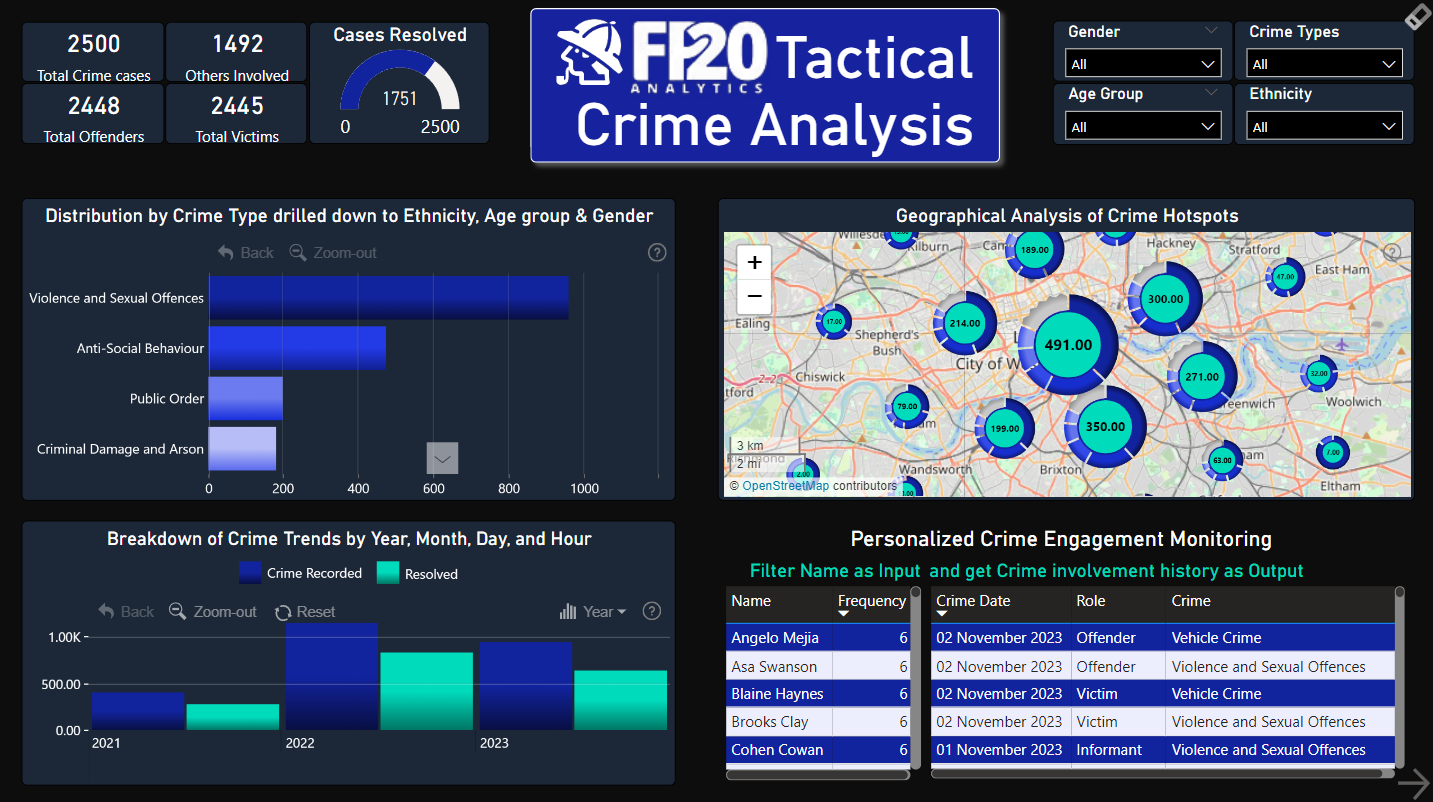 2500
Total Crime cases
1492
Others Involved
2448
Total Offenders
2445
Total Victims
Cases Resolved
1751
0
2500
FP20 Tactical
ANALYTICS
Crime Analysis
Gender
All
Crime Types
All
Age Group
All
Ethnicity
All
Distribution by Crime Type drilled down to Ethnicity, Age group & Gender
Back
Zoom-out
?
Violence and Sexual Offences
Anti-Social Behaviour
Public Order
Criminal Damage and Arson
0 200 400 600 800 1000
Geographical Analysis of Crime Hotspots
+
−
?
Kilburn
Hackney
Stratford
East Ham
Ealing
Shepherd's
Bush
City of W
Chiswick
Woolwich
Wandsworth
Brixton
Eltham
189.00
47.00
300.00
17.00
214.00
491.00
271.00
32.00
79.00
199.00
350.00
63.00
7.00
2.00
3 km
2 mi
© OpenStreetMap contributors
Breakdown of Crime Trends by Year, Month, Day, and Hour
Crime Recorded
Resolved
Back
Zoom-out
Reset
Year
?
1.00K
500.00
0.00
2021
2022
2023
Personalized Crime Engagement Monitoring
Filter Name as Input and get Crime involvement history as Output
Name Frequency
Angelo Mejia 6
Asa Swanson 6
Blaine Haynes 6
Brooks Clay 6
Cohen Cowan 6
Crime Date Role Crime
02 November 2023 Offender Vehicle Crime
02 November 2023 Offender Violence and Sexual Offences
02 November 2023 Victim Vehicle Crime
02 November 2023 Victim Violence and Sexual Offences
01 November 2023 Informant Violence and Sexual Offences